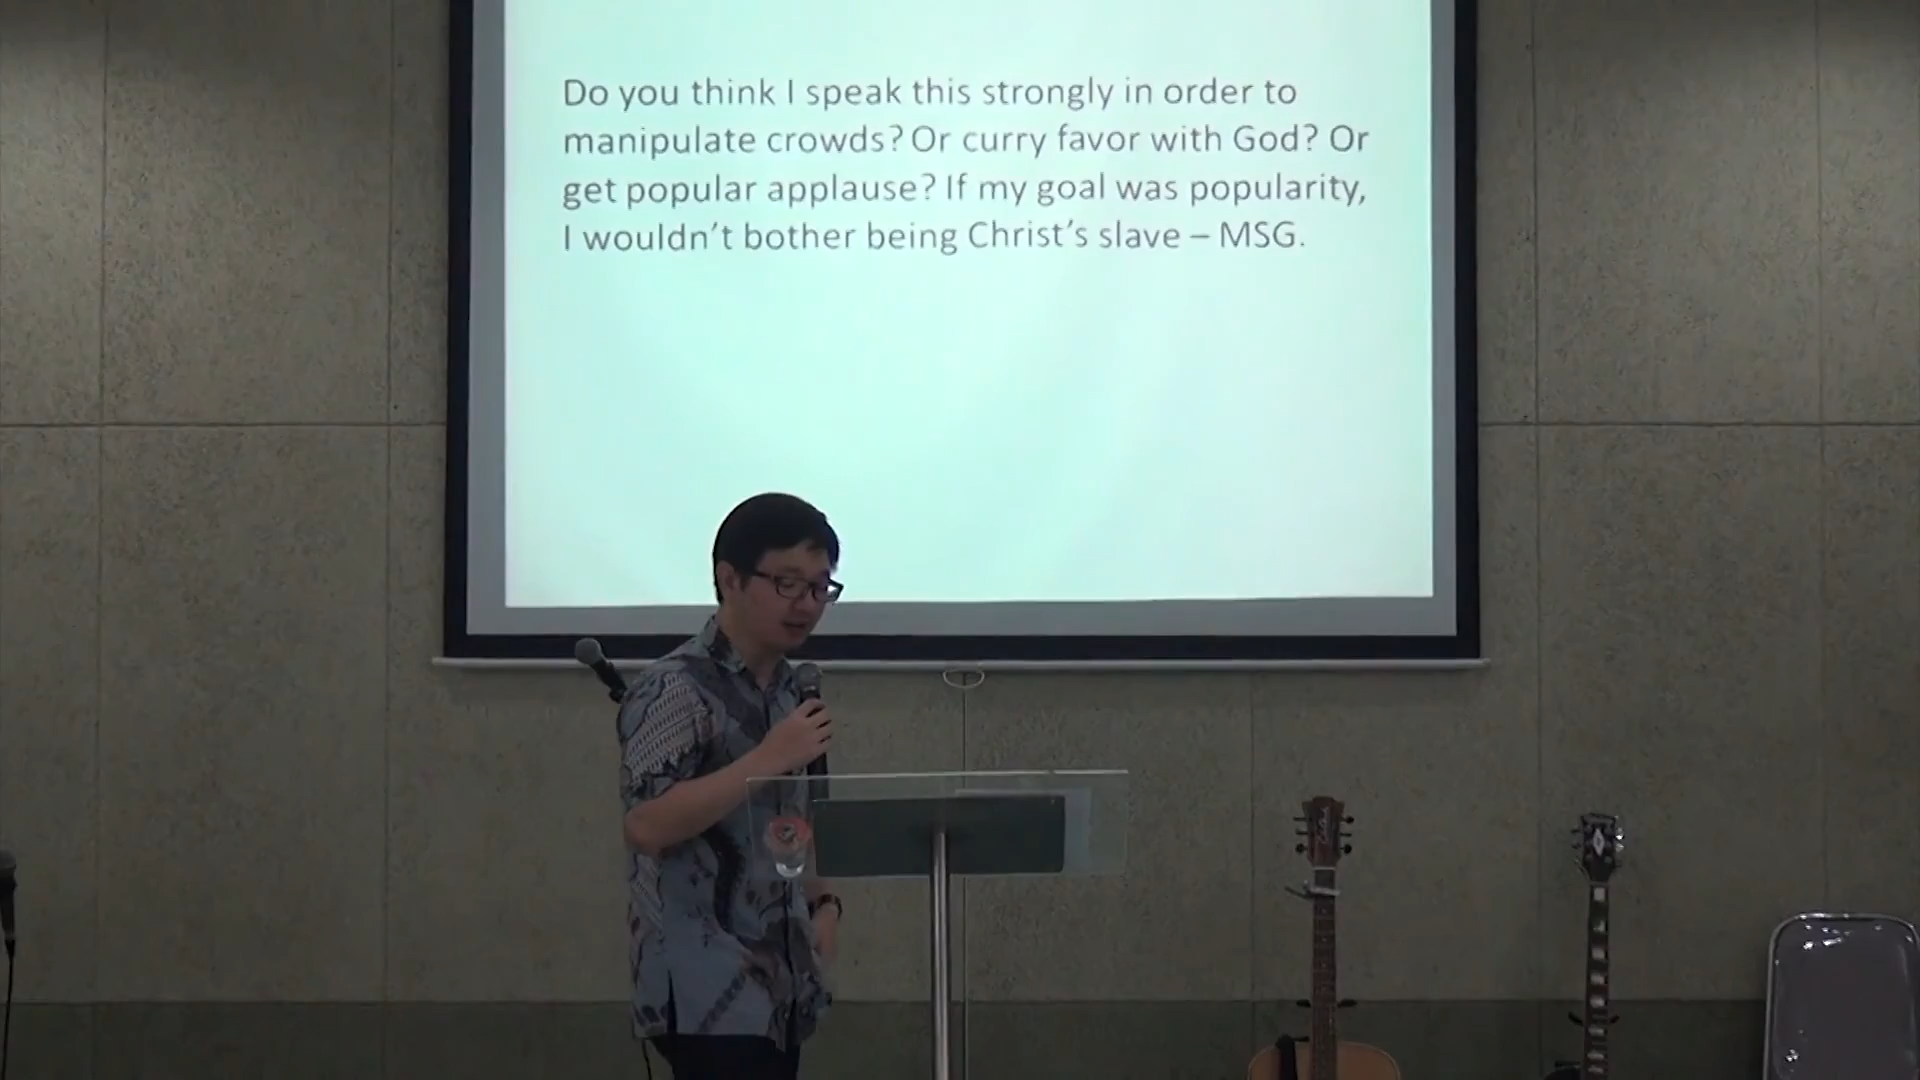 Do you think I speak this strongly in order to
manipulate crowds? Or curry favor with God? Or
get popular applause? If my goal was popularity,
I wouldn't bother being Christ's slave – MSG.